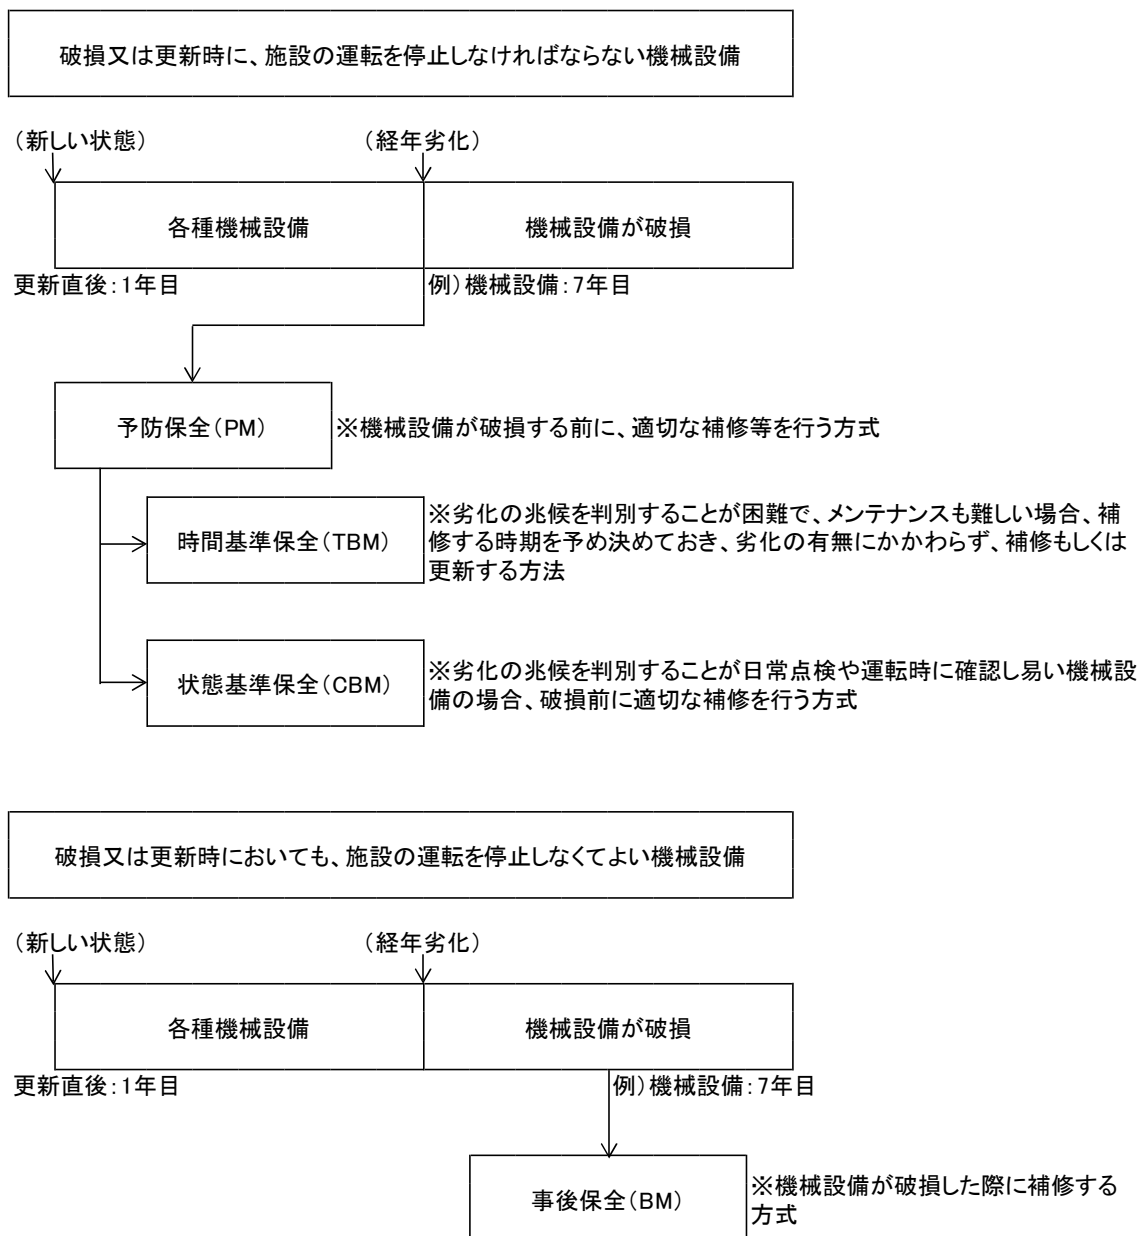 破損又は更新時に、施設の運転を停止しなければならない機械設備
（新しい状態）
（経年劣化）
各種機械設備
機械設備が破損
更新直後：1年目
例）機械設備：7年目
予防保全（PM）
※機械設備が破損する前に、適切な補修等を行う方式
時間基準保全（TBM）
※劣化の兆候を判別することが困難で、メンテナンスも難しい場合、補
修する時期を予め決めておき、劣化の有無にかかわらず、補修もしくは
更新する方法
状態基準保全（CBM）
※劣化の兆候を判別することが日常点検や運転時に確認し易い機械設
備の場合、破損前に適切な補修を行う方式
破損又は更新時においても、施設の運転を停止しなくてよい機械設備
（新しい状態）
（経年劣化）
各種機械設備
機械設備が破損
更新直後：1年目
例）機械設備：7年目
事後保全（BM）
※機械設備が破損した際に補修する
方式